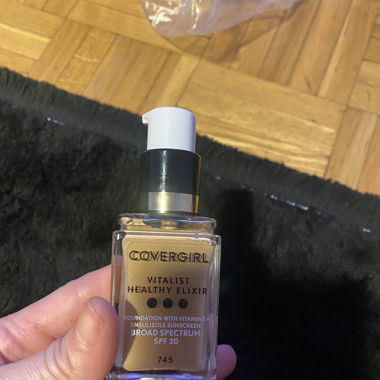 COVERGIRL
VITALIST
HEALTHY ELIXIR
FOUNDATION WITH VITAMINS +
ENSULIZOLE SUNSCREEN
BROAD SPECTRUM
SPF 20
745